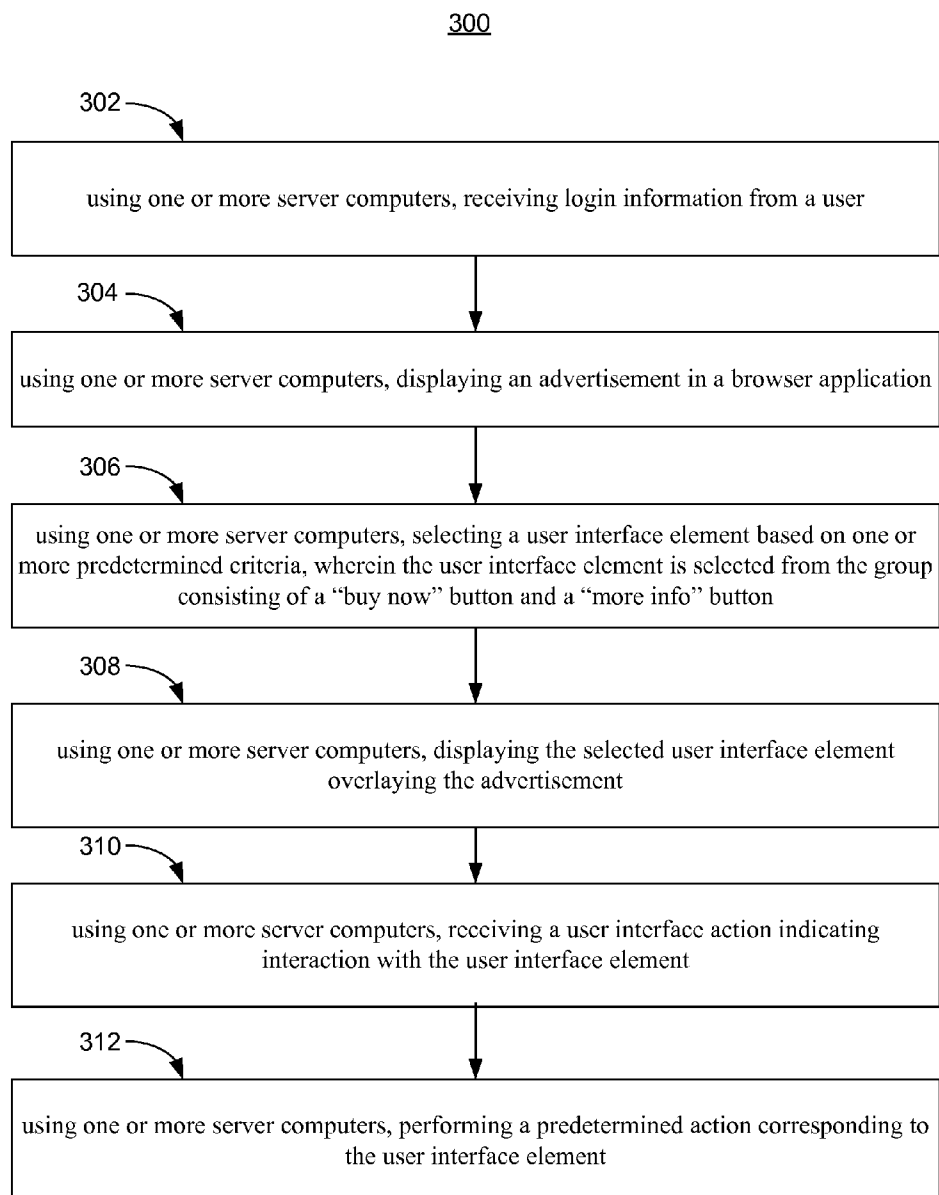 300
302
using one or more server computers, receiving login information from a user
304
using one or more server computers, displaying an advertisement in a browser application
306
using one or more server computers, selecting a user interface element based on one or
more predetermined criteria, wherein the user interface element is selected from the group
consisting of a “buy now” button and a “more info” button
308
using one or more server computers, displaying the selected user interface element
overlaying the advertisement
310
using one or more server computers, receiving a user interface action indicating
interaction with the user interface element
312
using one or more server computers, performing a predetermined action corresponding to
the user interface element